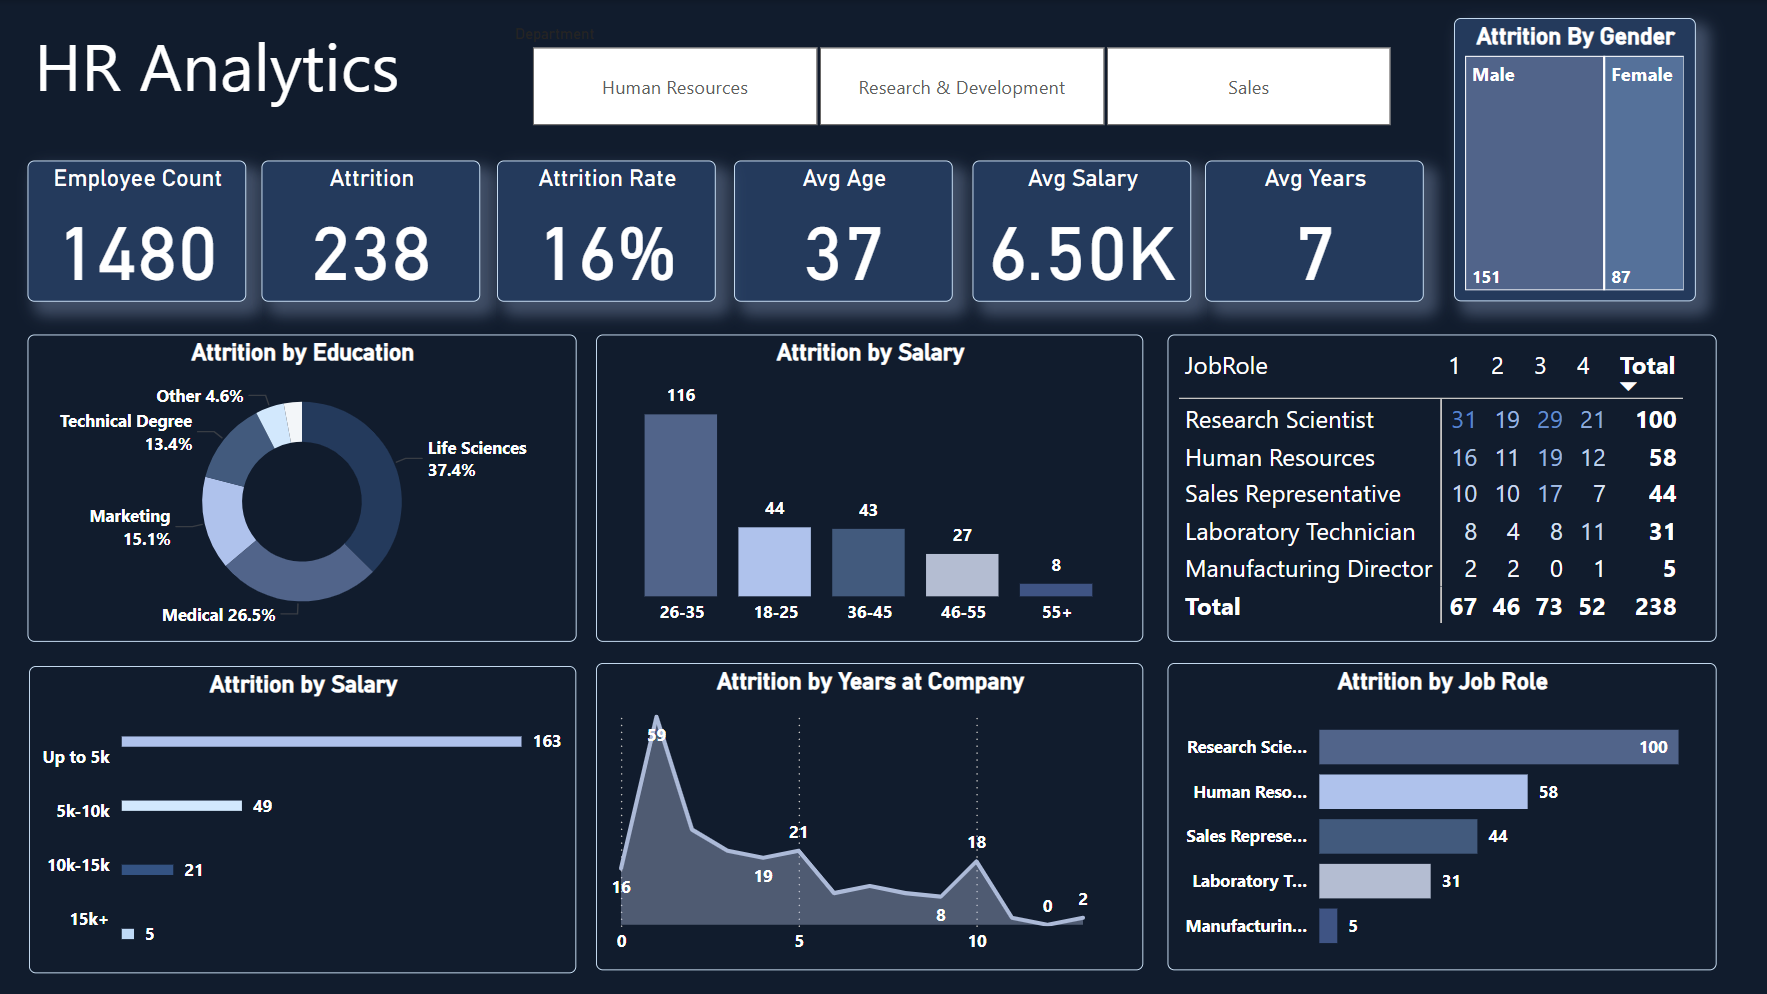 HR Analytics
Department
Human Resources
Research & Development
Sales
Attrition By Gender
Male
Female
151
87
Employee Count
1480
Attrition
238
Attrition Rate
16%
Avg Age
37
Avg Salary
6.50K
Avg Years
7
Attrition by Education
Other 4.6%
Technical Degree
13.4%
Life Sciences
37.4%
Marketing
15.1%
Medical 26.5%
Attrition by Salary
116
44
43
27
8
26-35
18-25
36-45
46-55
55+
JobRole 1 2 3 4 Total
Research Scientist 31 19 29 21 100
Human Resources 16 11 19 12 58
Sales Representative 10 10 17 7 44
Laboratory Technician 8 4 8 11 31
Manufacturing Director 2 2 0 1 5
Total 67 46 73 52 238
Attrition by Salary
Up to 5k 163
5k-10k 49
10k-15k 21
15k+ 5
Attrition by Years at Company
59
16
21
19
18
8
0
2
0
5
10
Attrition by Job Role
Research Scie... 100
Human Reso... 58
Sales Represe... 44
Laboratory T... 31
Manufacturin... 5